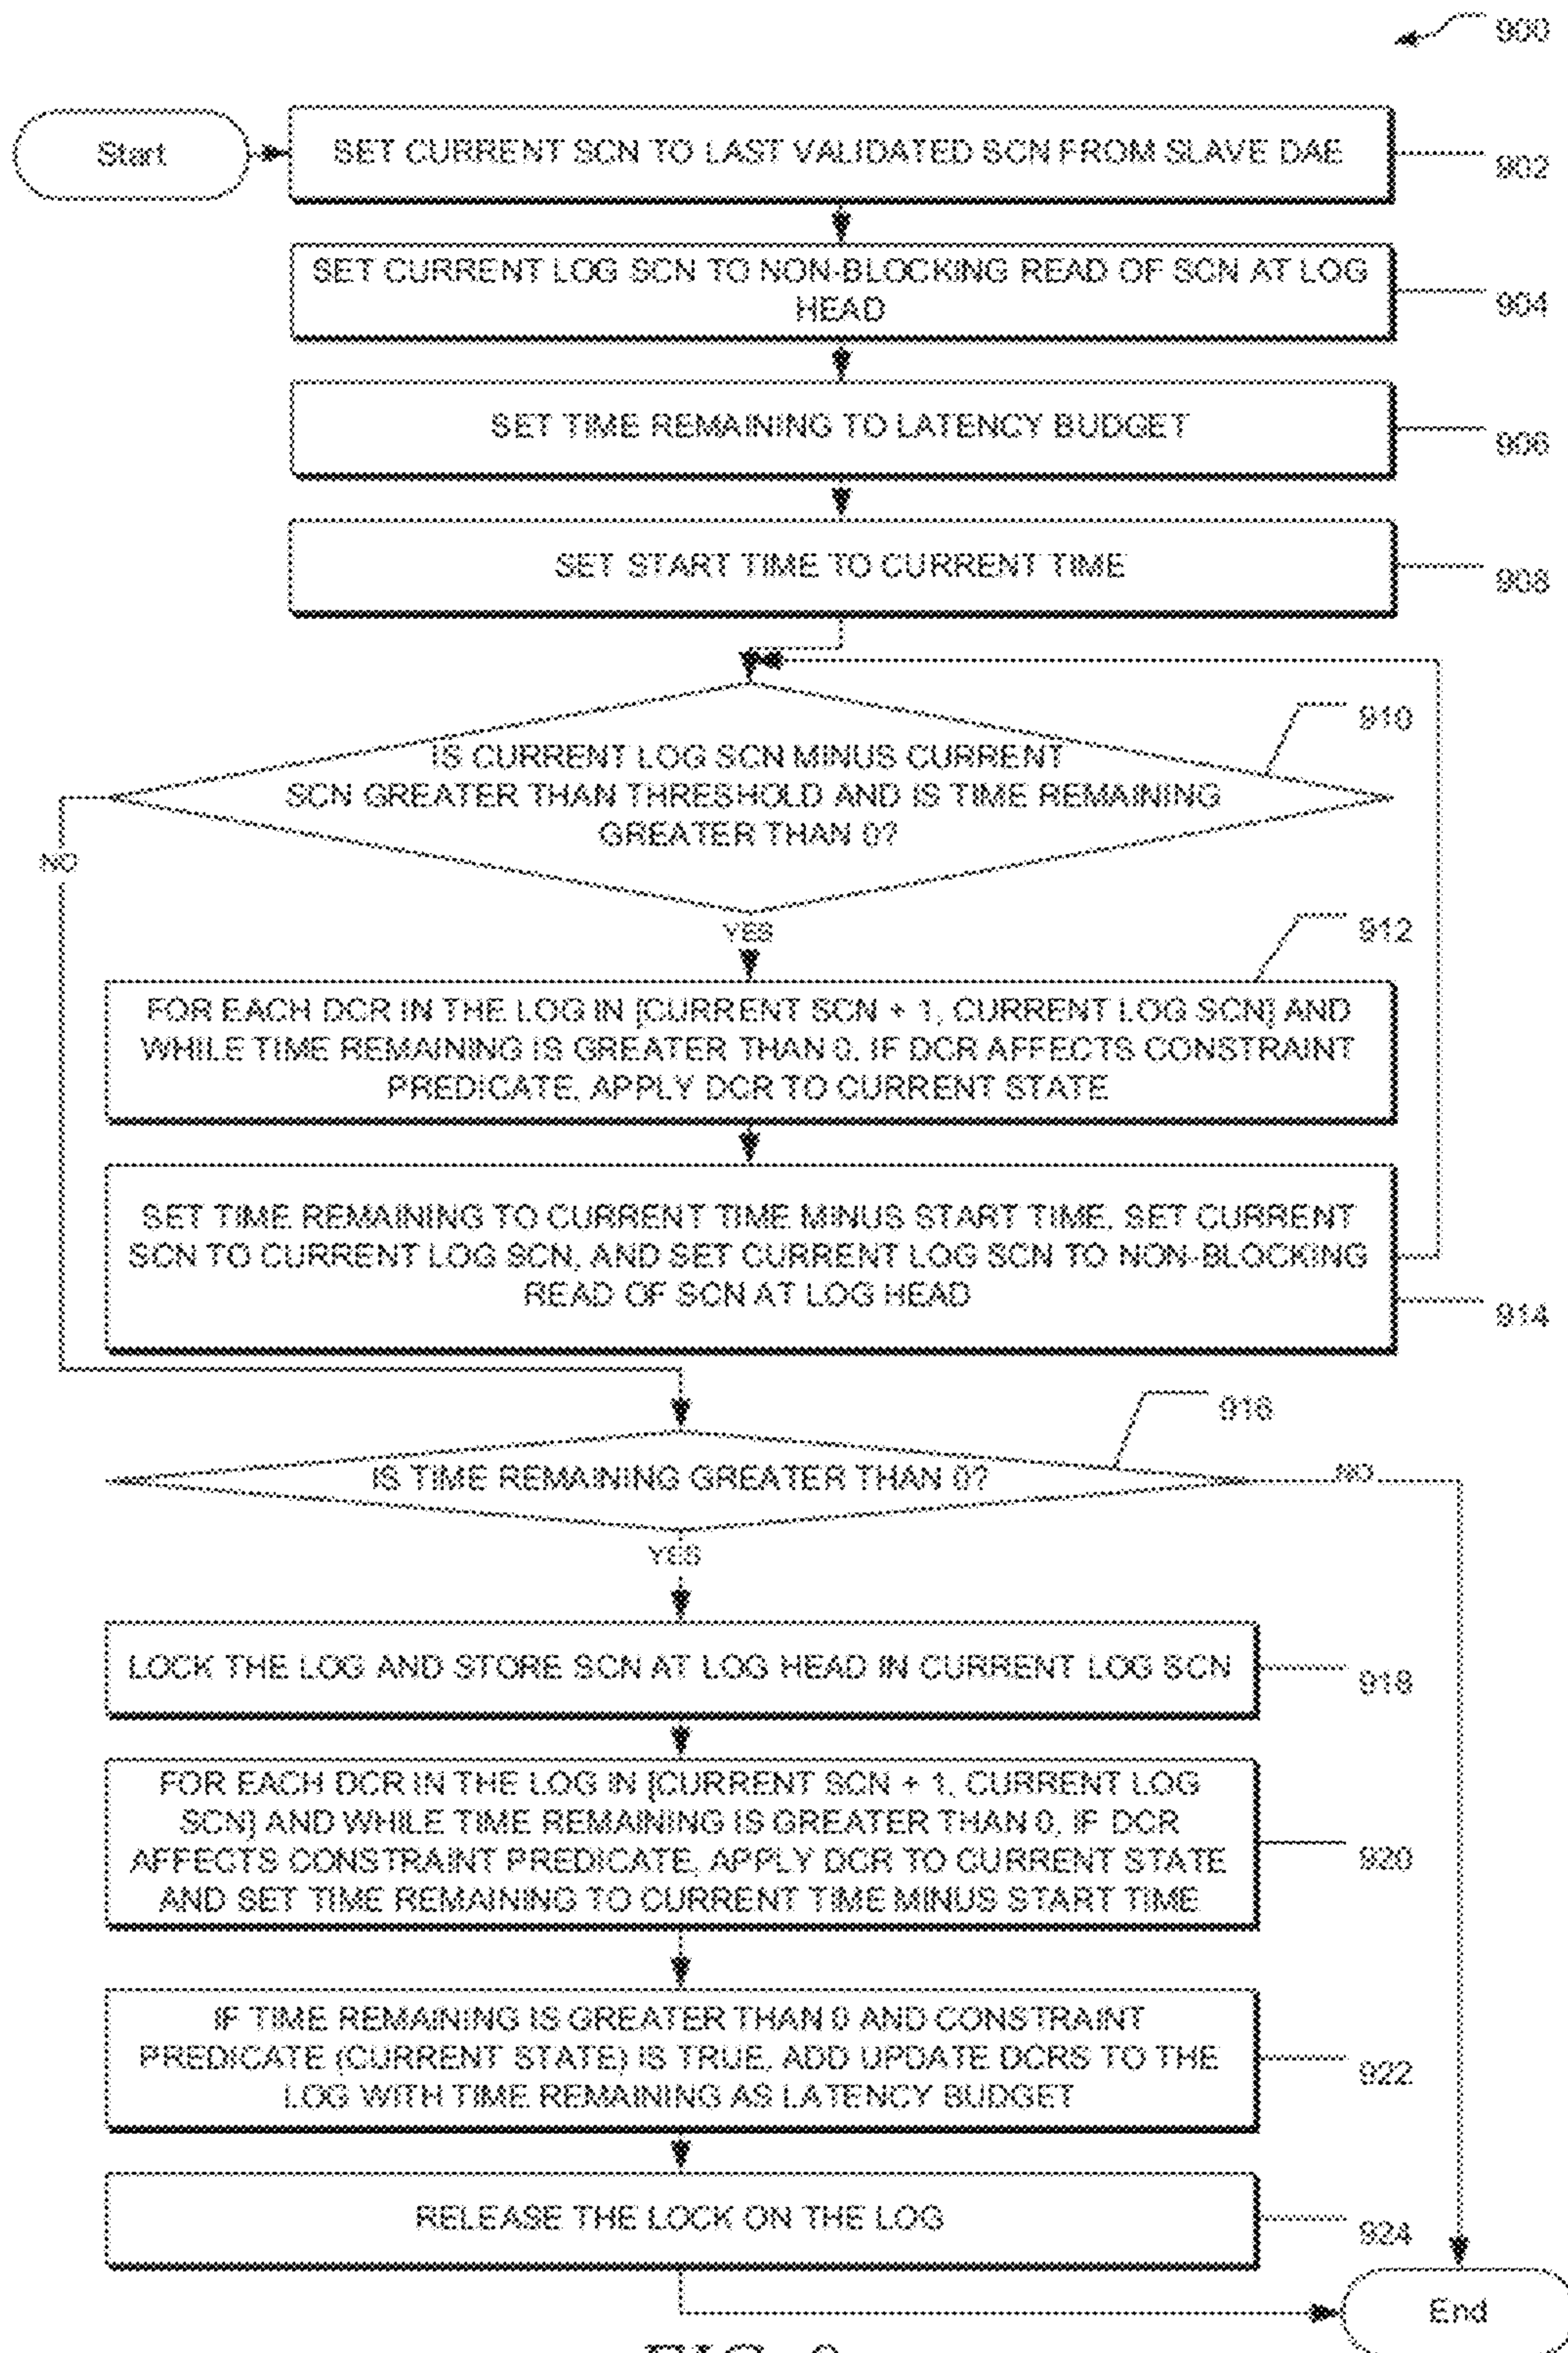 900
Start
SET CURRENT SCN TO LAST VALIDATED SCN FROM SLAVE DAE
902
SET CURRENT LOG SCN TO NON-BLOCKING READ OF SCN AT LOG
HEAD
904
SET TIME REMAINING TO LATENCY BUDGET
906
SET START TIME TO CURRENT TIME
908
910
IS CURRENT LOG SCN MINUS CURRENT
SCN GREATER THAN THRESHOLD AND IS TIME REMAINING
GREATER THAN 0?
NO
YES
912
FOR EACH DCR IN THE LOG IN [CURRENT SCN + 1, CURRENT LOG SCN] AND
WHILE TIME REMAINING IS GREATER THAN 0, IF DCR AFFECTS CONSTRAINT
PREDICATE, APPLY DCR TO CURRENT STATE
SET TIME REMAINING TO CURRENT TIME MINUS START TIME, SET CURRENT
SCN TO CURRENT LOG SCN, AND SET CURRENT LOG SCN TO NON-BLOCKING
READ OF SCN AT LOG HEAD
914
916
IS TIME REMAINING GREATER THAN 0?
NO
YES
LOCK THE LOG AND STORE SCN AT LOG HEAD IN CURRENT LOG SCN
918
FOR EACH DCR IN THE LOG IN [CURRENT SCN + 1, CURRENT LOG
SCN] AND WHILE TIME REMAINING IS GREATER THAN 0, IF DCR
AFFECTS CONSTRAINT PREDICATE, APPLY DCR TO CURRENT STATE
AND SET TIME REMAINING TO CURRENT TIME MINUS START TIME
920
IF TIME REMAINING IS GREATER THAN 0 AND CONSTRAINT
PREDICATE (CURRENT STATE) IS TRUE, ADD UPDATE DCRS TO THE
LOG WITH TIME REMAINING AS LATENCY BUDGET
922
RELEASE THE LOCK ON THE LOG
924
End